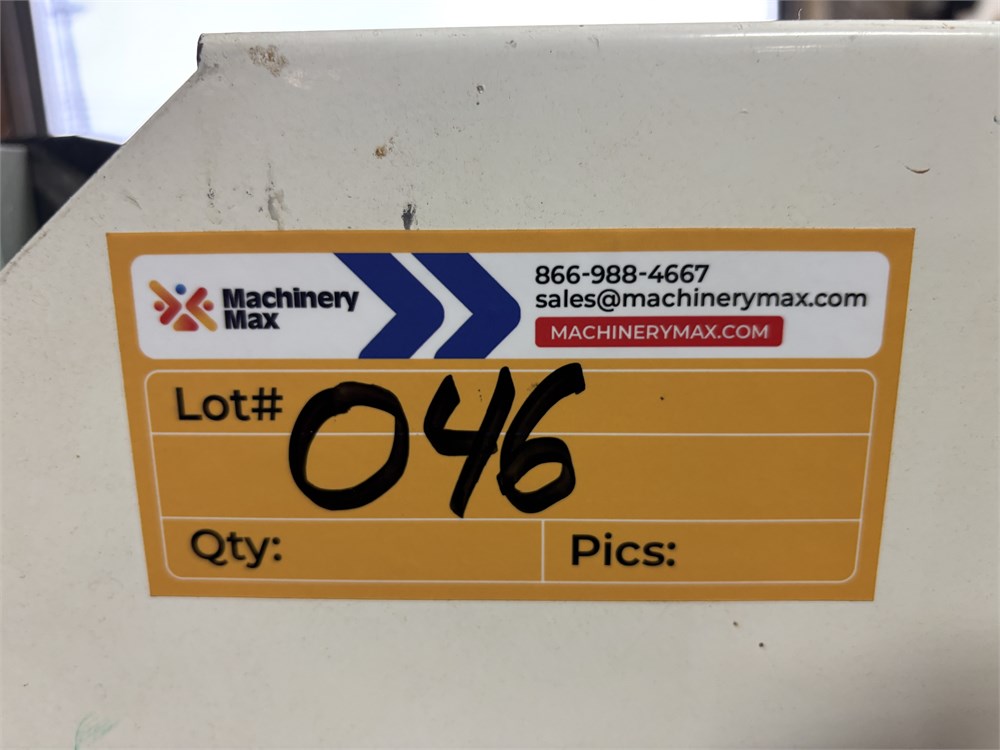 Machinery
Max
866-988-4667
sales@machinerymax.com
MACHINERYMAX.COM
Lot# 046
Qty:
Pics: